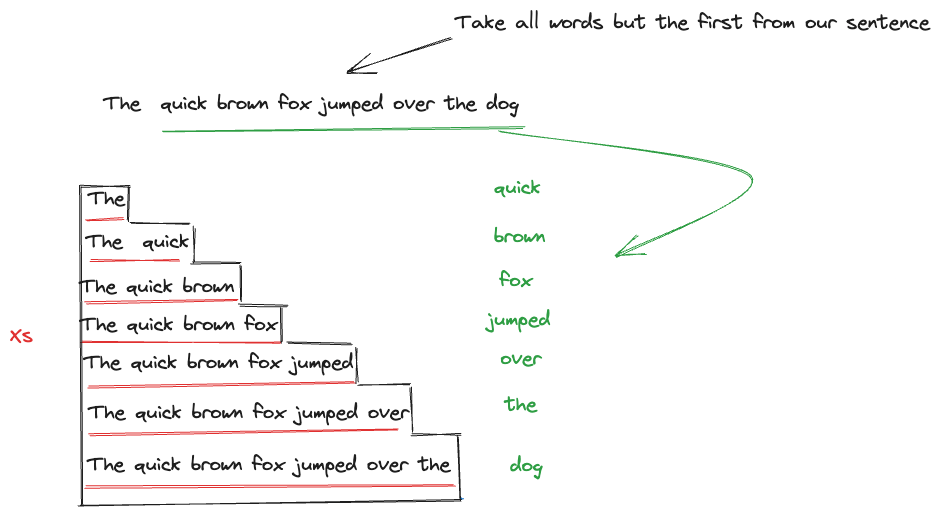 Take all words but the first from our sentence
The quick brown fox jumped over the dog
The
quick
The quick
brown
The quick brown
fox
xs
The quick brown fox
jumped
The quick brown fox jumped
over
The quick brown fox jumped over
the
The quick brown fox jumped over the
dog